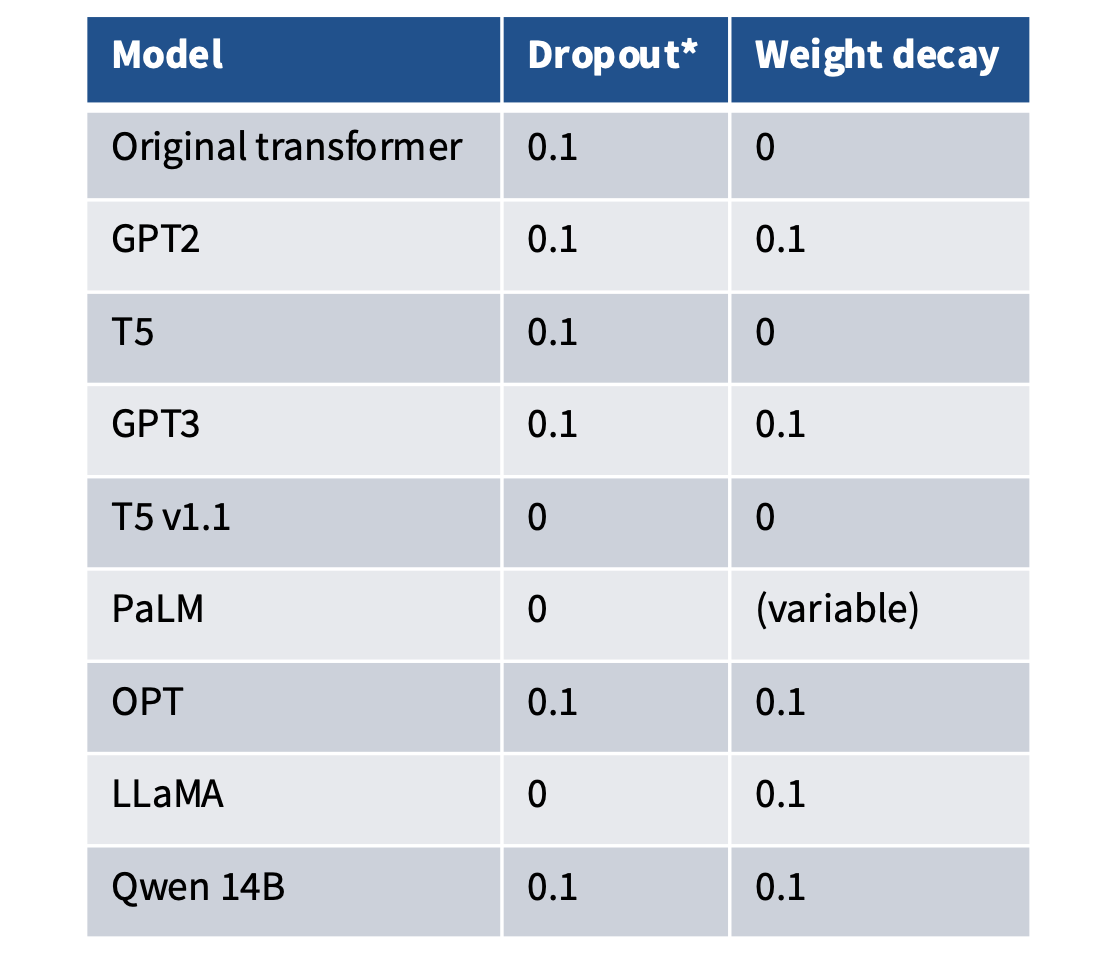 Model Dropout* Weight decay
Original transformer 0.1 0
GPT2 0.1 0.1
T5 0.1 0
GPT3 0.1 0.1
T5 v1.1 0 0
PaLM 0 (variable)
OPT 0.1 0.1
LLaMA 0 0.1
Qwen 14B 0.1 0.1